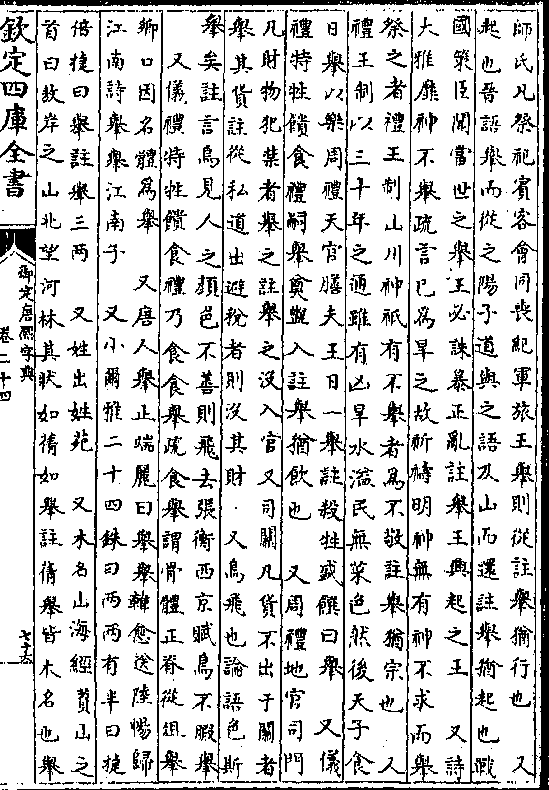 師氏凡祭祀賓客會同喪紀軍旅王舉則從註舉猶行也　又
起也晉語舉而從之陽子道與之語及山而還註舉猶起也戰
國策臣聞當世之舉王必誅暴正亂註舉王興起之王　又詩
大雅靡神不舉疏言已為旱之故祈禱明神無有神不求而舉
祭之者禮王制山川神祇有不舉者為不敬註舉猶宗也　又
禮王制以三十年之通雖有凶旱水溢民無菜色然後天子食
日舉以樂周禮天官膳夫王日一舉註殺牲盛饌曰舉　又儀
禮特牲饋食禮嗣舉奠盥入註舉猶飲也　又周禮地官司門
凡財物犯禁者舉之註舉之沒入官又司關凡貨不出于關者
舉其貨註從私道出避稅者則沒其財　又鳥飛也論語色斯
舉矣註言鳥見人之顔色不善則飛去張衡西京賦鳥不暇舉
又儀禮特牲饋食禮乃食食舉疏食舉謂骨體正脊從俎舉
鄉口因名體為舉　又唐人舉止端麗曰舉舉韓愈送陸暢歸
江南詩舉舉江南子　又小爾雅二十四銖曰兩兩有半曰捷
倍捷曰舉註舉三兩　又姓出姓苑　又木名山海經蕢山之
首曰敖岸之山北望河林其狀如蒨如舉註蒨舉皆木名也舉
欽定四庫全書
御定康熙字典
卷二十四
七十六